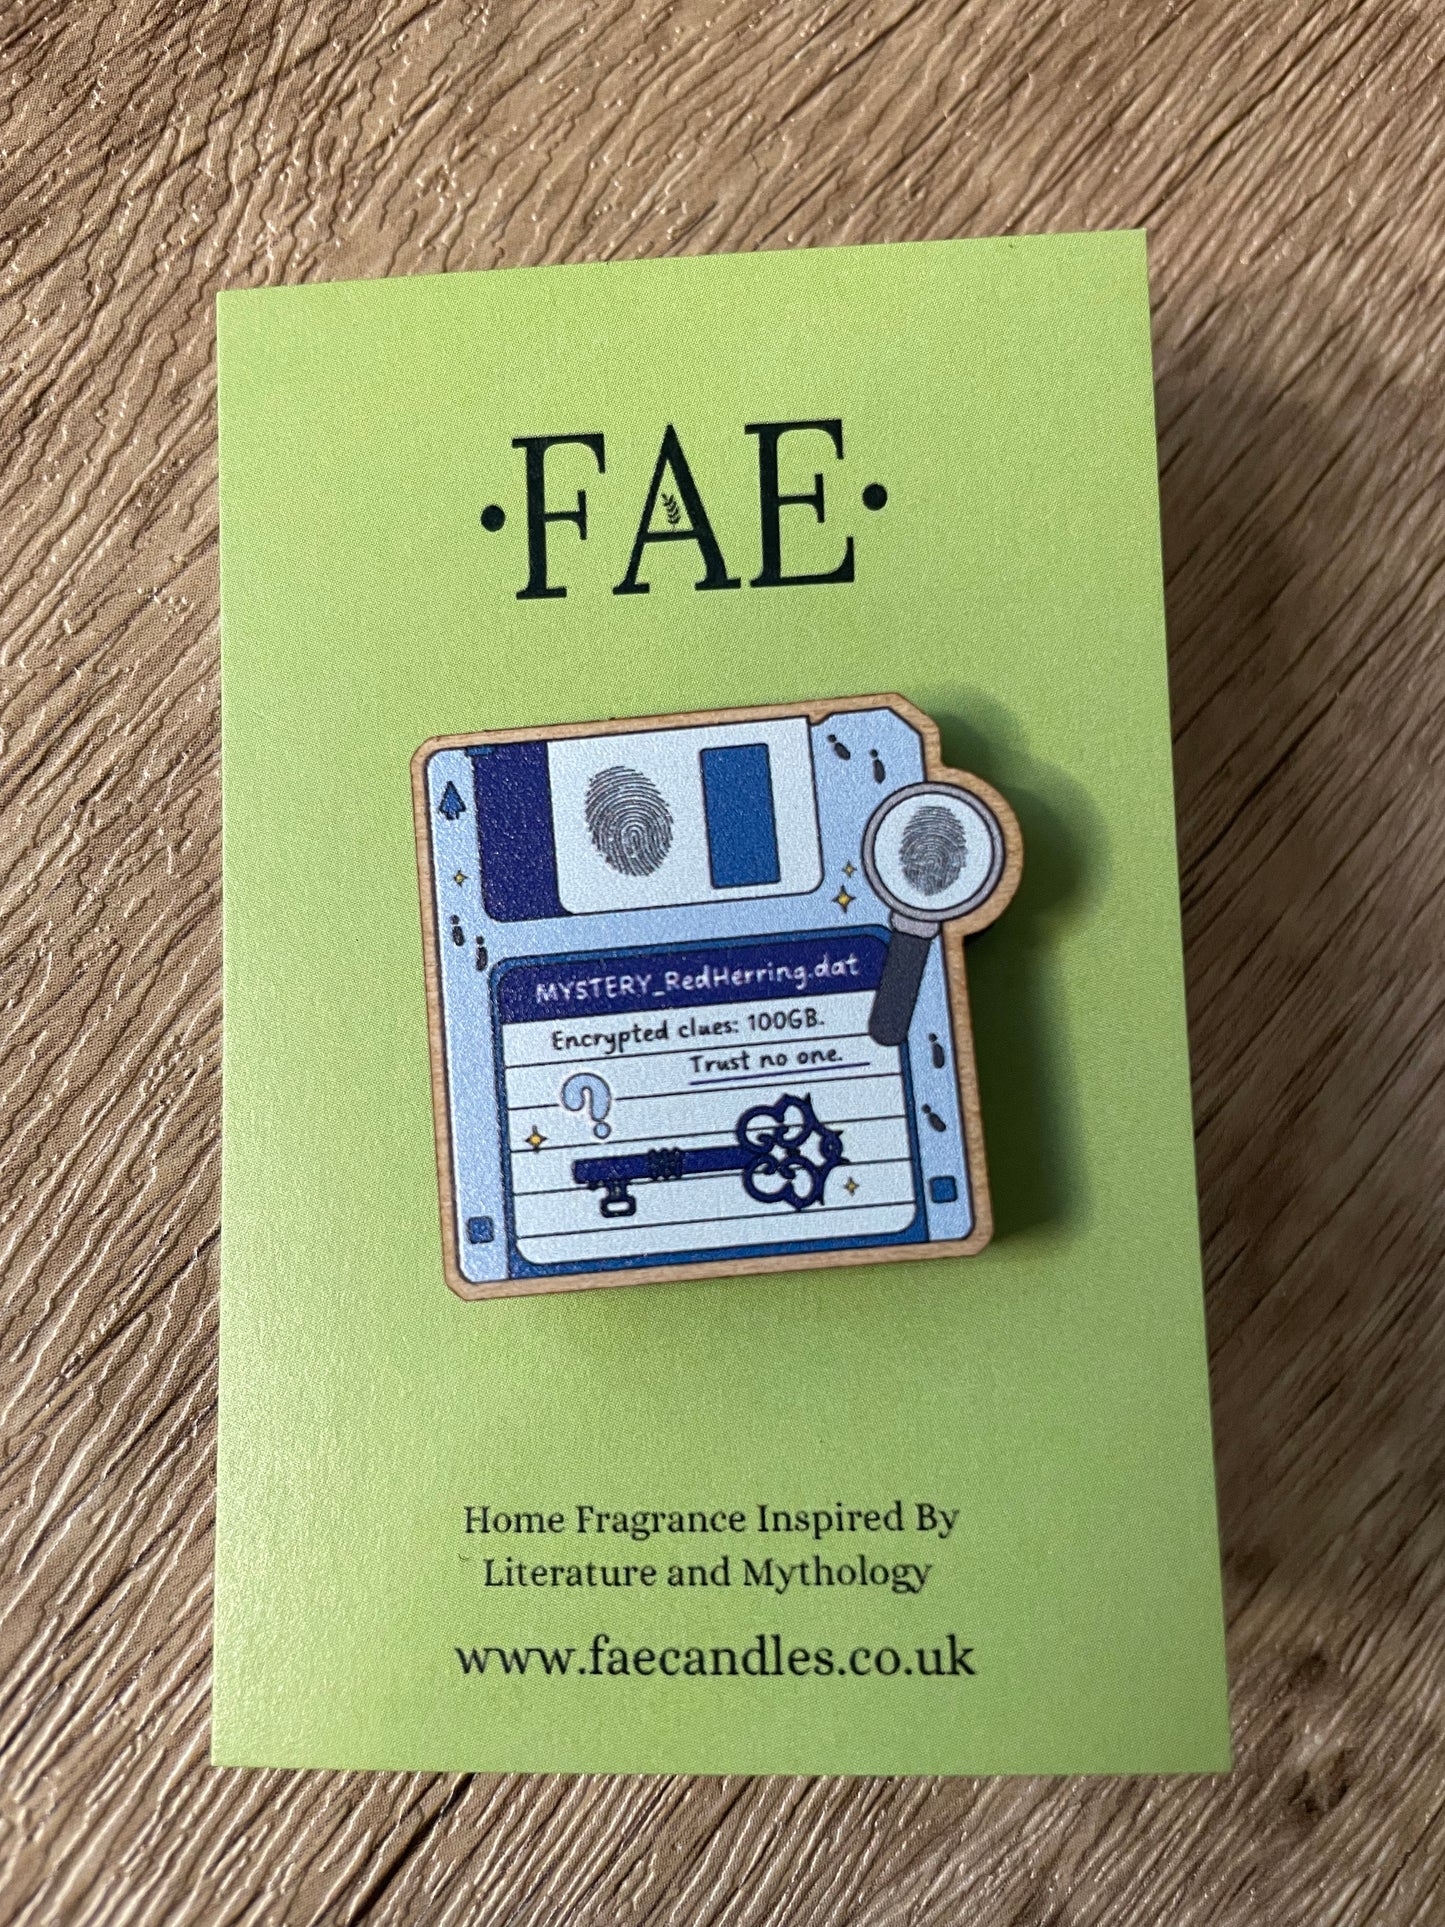 ·FAE·
MYSTERY_RedHerring.dat
Encrypted clues: 100GB.
Trust no one.
?
Home Fragrance Inspired By
Literature and Mythology
www.faecandles.co.uk